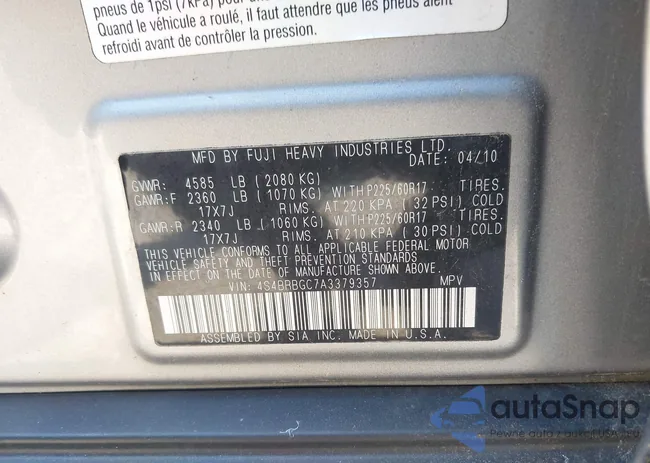 pneus de 1psi (7kPa) pour
Quand le véhicule a roulé, il faut attendre que les pneus aient
refroidi avant de contrôler la pression.
MFD BY FUJI HEAVY INDUSTRIES LTD.
DATE: 04/10
GVWR: 4585 LB (2080 KG)
GAWR:F 2360 LB (1070 KG) WITH P225/60R17 TIRES.
17X7J RIMS. AT 220 KPA (32 PSI) COLD
GAWR:R 2340 LB (1060 KG) WITH P225/60R17 TIRES.
17X7J RIMS. AT 210 KPA (30 PSI) COLD
THIS VEHICLE CONFORMS TO ALL APPLICABLE FEDERAL MOTOR
VEHICLE SAFETY AND THEFT PREVENTION STANDARDS
IN EFFECT ON THE DATE OF MANUFACTURE SHOWN ABOVE.
VIN: 4S4BRBGC7A3379357 MPV
ASSEMBLED BY SIA INC. MADE IN U.S.A.
autaSnap
Pewne auta z